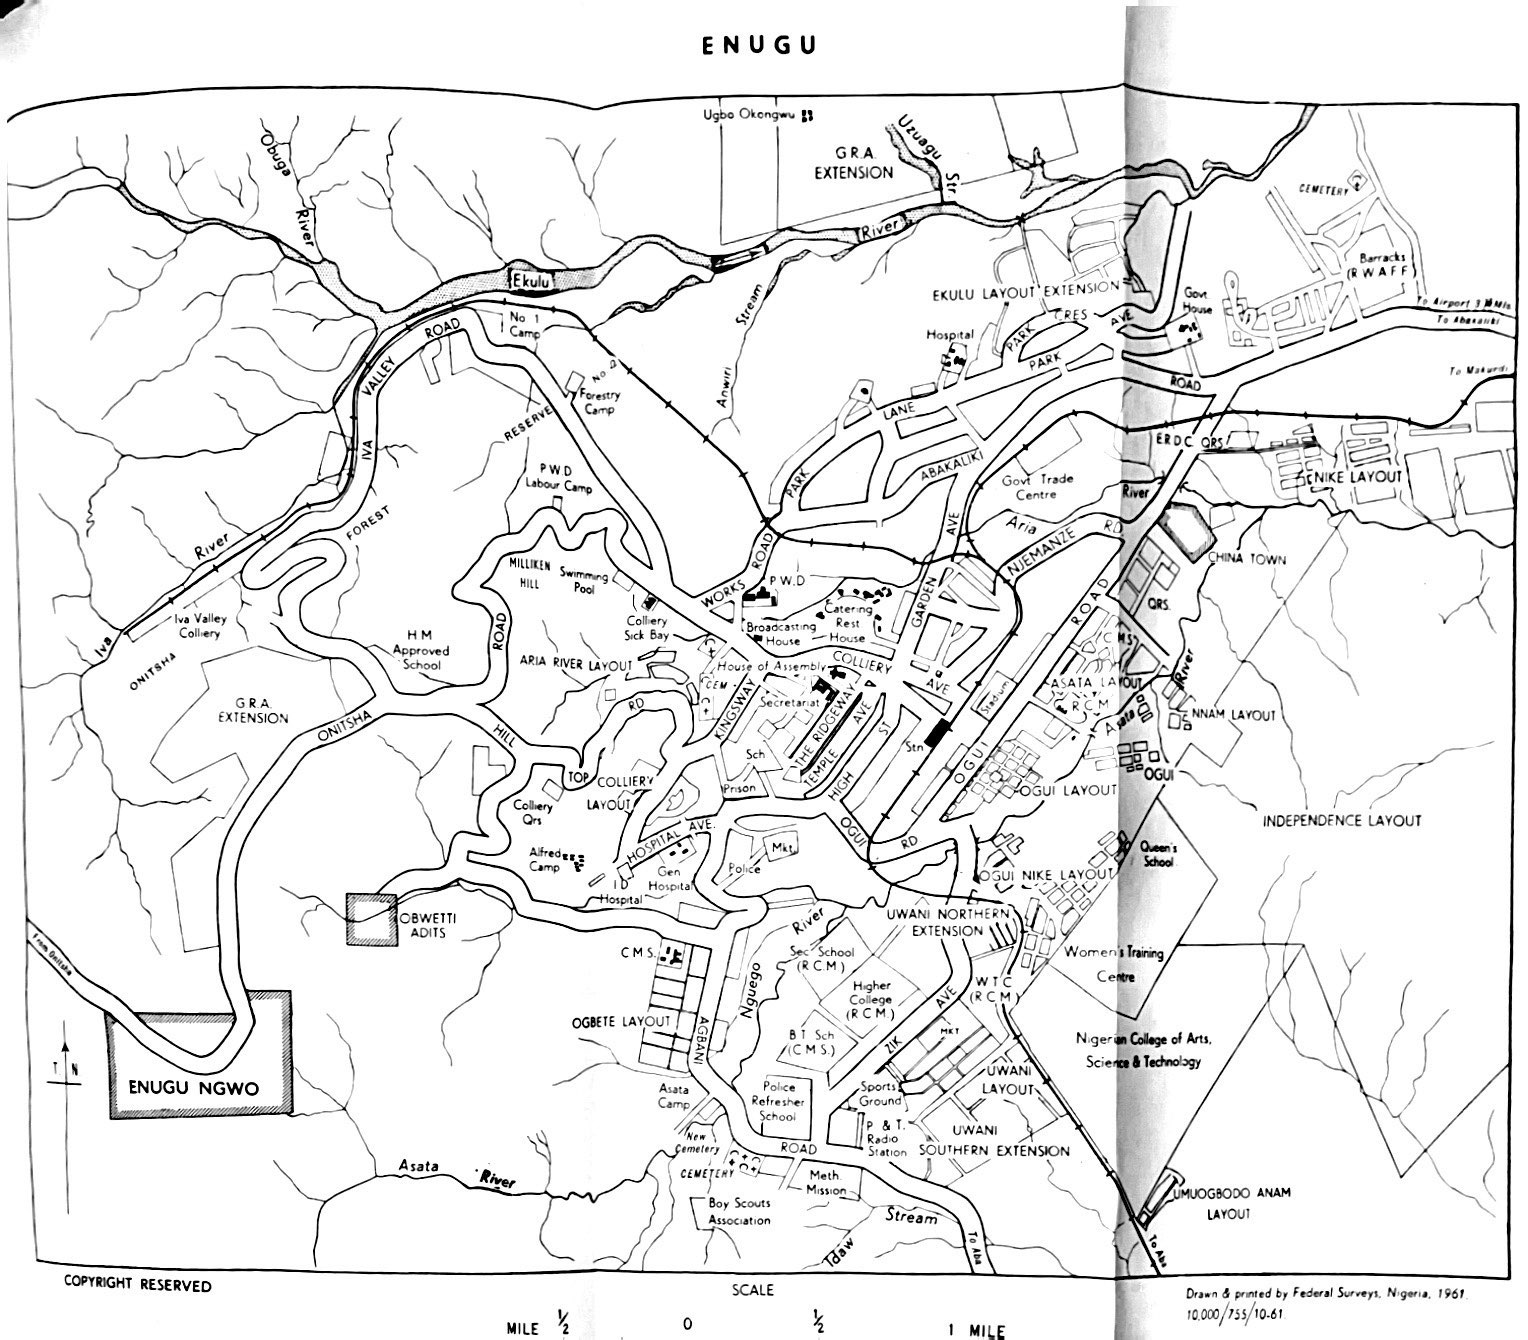 ENUGU
Ugbo Okongwu
G.R.A.
EXTENSION
Uzuagu
Str
Obuga
River
CEMETERY
Barracks
(R W A F F)
River
Ekulu
EKULU LAYOUT EXTENSION
Govt
House
To Abakaliki
To Makurdi
No 1
Camp
VALLEY ROAD
Stream
Anwiri
Hospital
PARK CRES
AVE
PARK
ROAD
No 2
Forestry
Camp
RESERVE
LANE
PARK
ABAKALIKI
E.R.D.C. QRS
NIKE LAYOUT
IVA
P W D
Labour Camp
Govt Trade
Centre
River
FOREST
Aria
NJEMANZE RD
AVE
River
CHINA TOWN
MILLIKEN
HILL
Swimming
Pool
WORKS ROAD
P.W.D
Catering
Rest
House
GARDEN
ROAD
QRS.
Iva Valley
Colliery
Iva
Colliery
Sick Bay
Broadcasting
House
C M S
ONITSHA
H M
Approved
School
ROAD
ARIA RIVER LAYOUT
House of Assembly
COLLIERY
AVE
CEM
Secretariat
KINGSWAY
THE RIDGEWAY
TEMPLE AVE
HIGH ST
Stadium
ASATA LAYOUT
R C M
River
Asata
NNAM LAYOUT
G.R.A.
EXTENSION
ONITSHA
HILL
RD
Sch
Stn
OGUI
OGUI
TOP
COLLIERY
LAYOUT
Prison
OGUI LAYOUT
Colliery
Qrs
INDEPENDENCE LAYOUT
HOSPITAL AVE.
OGUI
RD
Mkt
Queen's
School
Alfred
Camp
Gen
Hospital
Police
I D
Hospital
OGUI NIKE LAYOUT
OBWETTI
ADITS
River
UWANI NORTHERN
EXTENSION
From Onitsha
C.M.S.
Sec School
(R.C.M)
Women's Training
Centre
Nguego
Higher
College
(R.C.M.)
AVE
W.T.C
(R.C.M.)
OGBETE LAYOUT
AGBANI
B.T. Sch
(C.M.S.)
ZIK
MKT
Nigerian College of Arts,
Science & Technology
T N
ENUGU NGWO
Asata
Camp
Police
Refresher
School
Sports
Ground
UWANI
LAYOUT
P. & T.
Radio
Station
UWANI
SOUTHERN EXTENSION
New
Cemetery
CEMETERY
ROAD
Asata River
Meth.
Mission
UMUOGBODO ANAM
LAYOUT
Boy Scouts
Association
Stream
Idaw
To Aba
To Aba
COPYRIGHT RESERVED
SCALE
Drawn & printed by Federal Surveys, Nigeria, 1961.
10,000/755/10-61.
MILE ½ 0 ½ 1 MILE